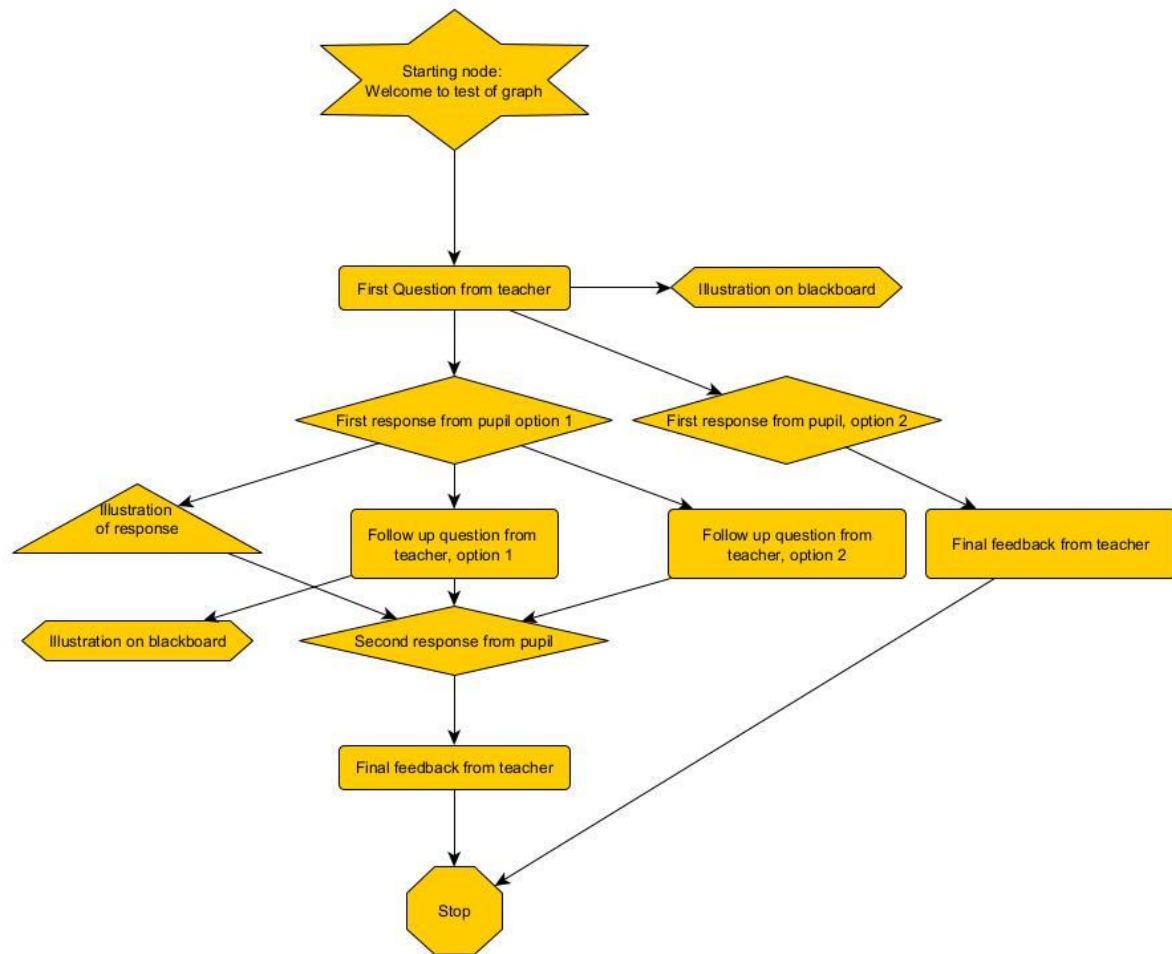 Starting node:
Welcome to test of graph
First Question from teacher
Illustration on blackboard
First response from pupil option 1
First response from pupil, option 2
Illustration
of response
Follow up question from
teacher, option 1
Follow up question from
teacher, option 2
Final feedback from teacher
Illustration on blackboard
Second response from pupil
Final feedback from teacher
Stop